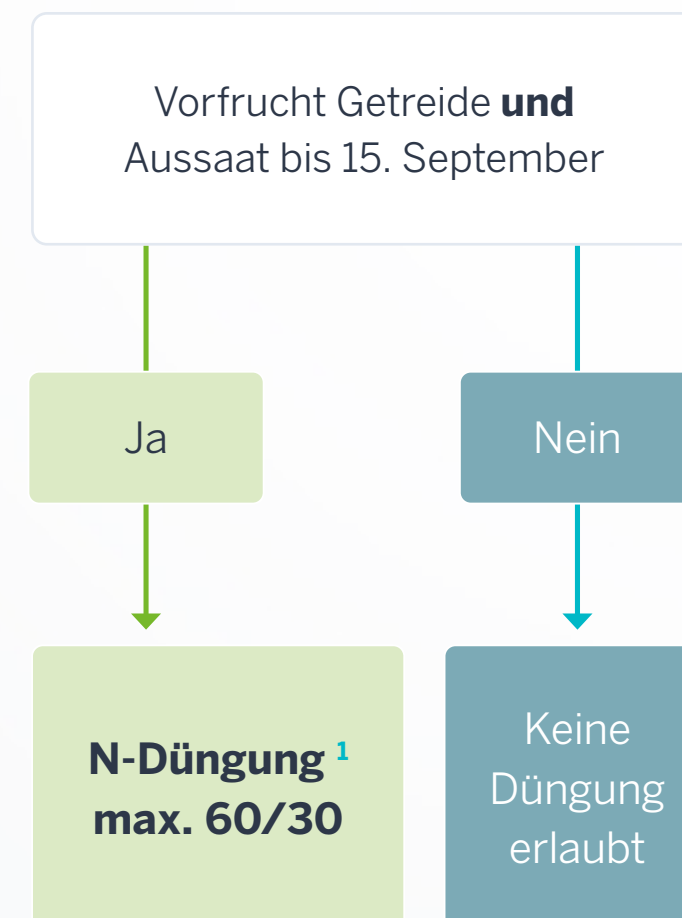 Vorfrucht Getreide und
Aussaat bis 15. September
Ja
Nein
N-Düngung ¹
max. 60/30
Keine
Düngung
erlaubt